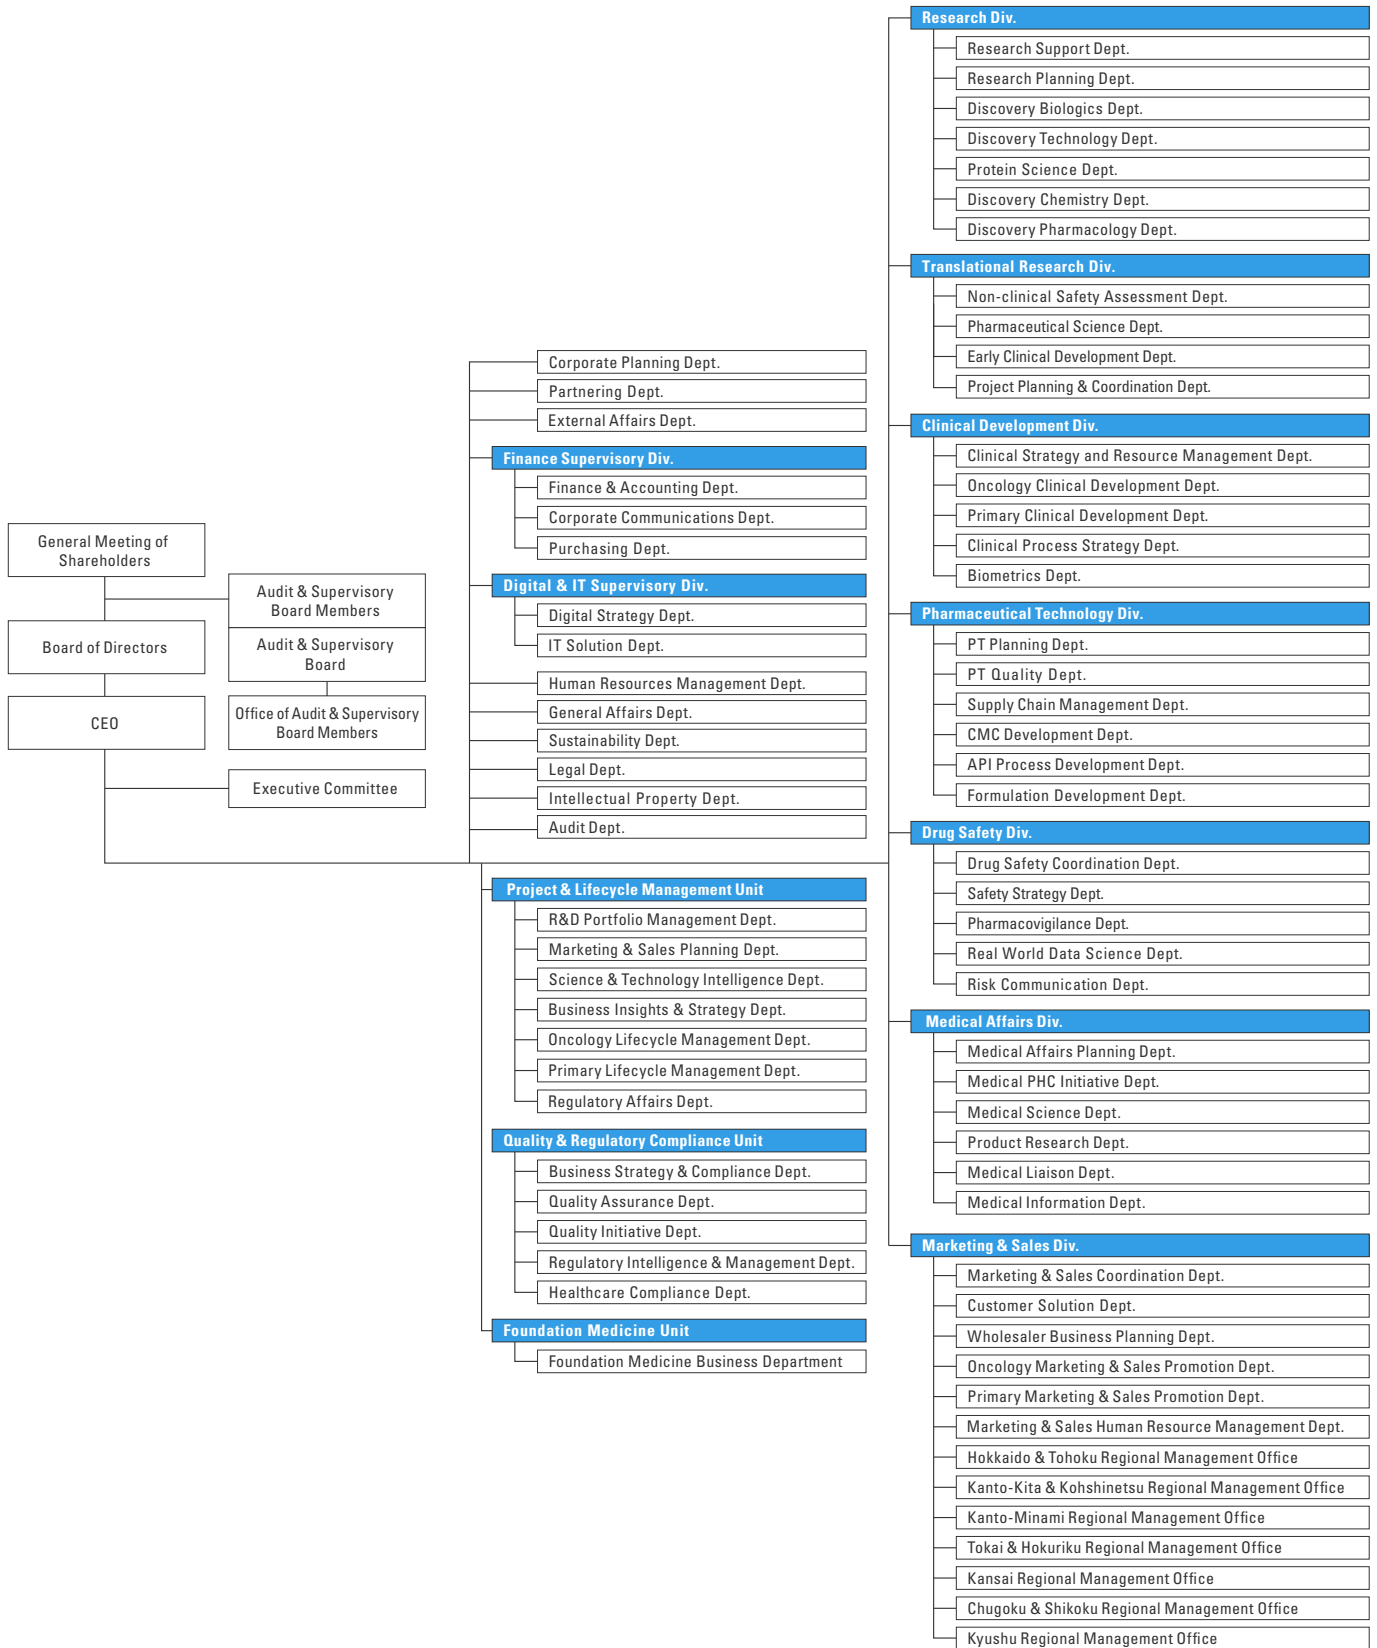 General Meeting of
Shareholders
Board of Directors
CEO
Audit & Supervisory
Board Members
Audit & Supervisory
Board
Office of Audit & Supervisory
Board Members
Executive Committee
Corporate Planning Dept.
Partnering Dept.
External Affairs Dept.
Finance Supervisory Div.
Finance & Accounting Dept.
Corporate Communications Dept.
Purchasing Dept.
Digital & IT Supervisory Div.
Digital Strategy Dept.
IT Solution Dept.
Human Resources Management Dept.
General Affairs Dept.
Sustainability Dept.
Legal Dept.
Intellectual Property Dept.
Audit Dept.
Project & Lifecycle Management Unit
R&D Portfolio Management Dept.
Marketing & Sales Planning Dept.
Science & Technology Intelligence Dept.
Business Insights & Strategy Dept.
Oncology Lifecycle Management Dept.
Primary Lifecycle Management Dept.
Regulatory Affairs Dept.
Quality & Regulatory Compliance Unit
Business Strategy & Compliance Dept.
Quality Assurance Dept.
Quality Initiative Dept.
Regulatory Intelligence & Management Dept.
Healthcare Compliance Dept.
Foundation Medicine Unit
Foundation Medicine Business Department
Research Div.
Research Support Dept.
Research Planning Dept.
Discovery Biologics Dept.
Discovery Technology Dept.
Protein Science Dept.
Discovery Chemistry Dept.
Discovery Pharmacology Dept.
Translational Research Div.
Non-clinical Safety Assessment Dept.
Pharmaceutical Science Dept.
Early Clinical Development Dept.
Project Planning & Coordination Dept.
Clinical Development Div.
Clinical Strategy and Resource Management Dept.
Oncology Clinical Development Dept.
Primary Clinical Development Dept.
Clinical Process Strategy Dept.
Biometrics Dept.
Pharmaceutical Technology Div.
PT Planning Dept.
PT Quality Dept.
Supply Chain Management Dept.
CMC Development Dept.
API Process Development Dept.
Formulation Development Dept.
Drug Safety Div.
Drug Safety Coordination Dept.
Safety Strategy Dept.
Pharmacovigilance Dept.
Real World Data Science Dept.
Risk Communication Dept.
Medical Affairs Div.
Medical Affairs Planning Dept.
Medical PHC Initiative Dept.
Medical Science Dept.
Product Research Dept.
Medical Liaison Dept.
Medical Information Dept.
Marketing & Sales Div.
Marketing & Sales Coordination Dept.
Customer Solution Dept.
Wholesaler Business Planning Dept.
Oncology Marketing & Sales Promotion Dept.
Primary Marketing & Sales Promotion Dept.
Marketing & Sales Human Resource Management Dept.
Hokkaido & Tohoku Regional Management Office
Kanto-Kita & Kohshinetsu Regional Management Office
Kanto-Minami Regional Management Office
Tokai & Hokuriku Regional Management Office
Kansai Regional Management Office
Chugoku & Shikoku Regional Management Office
Kyushu Regional Management Office